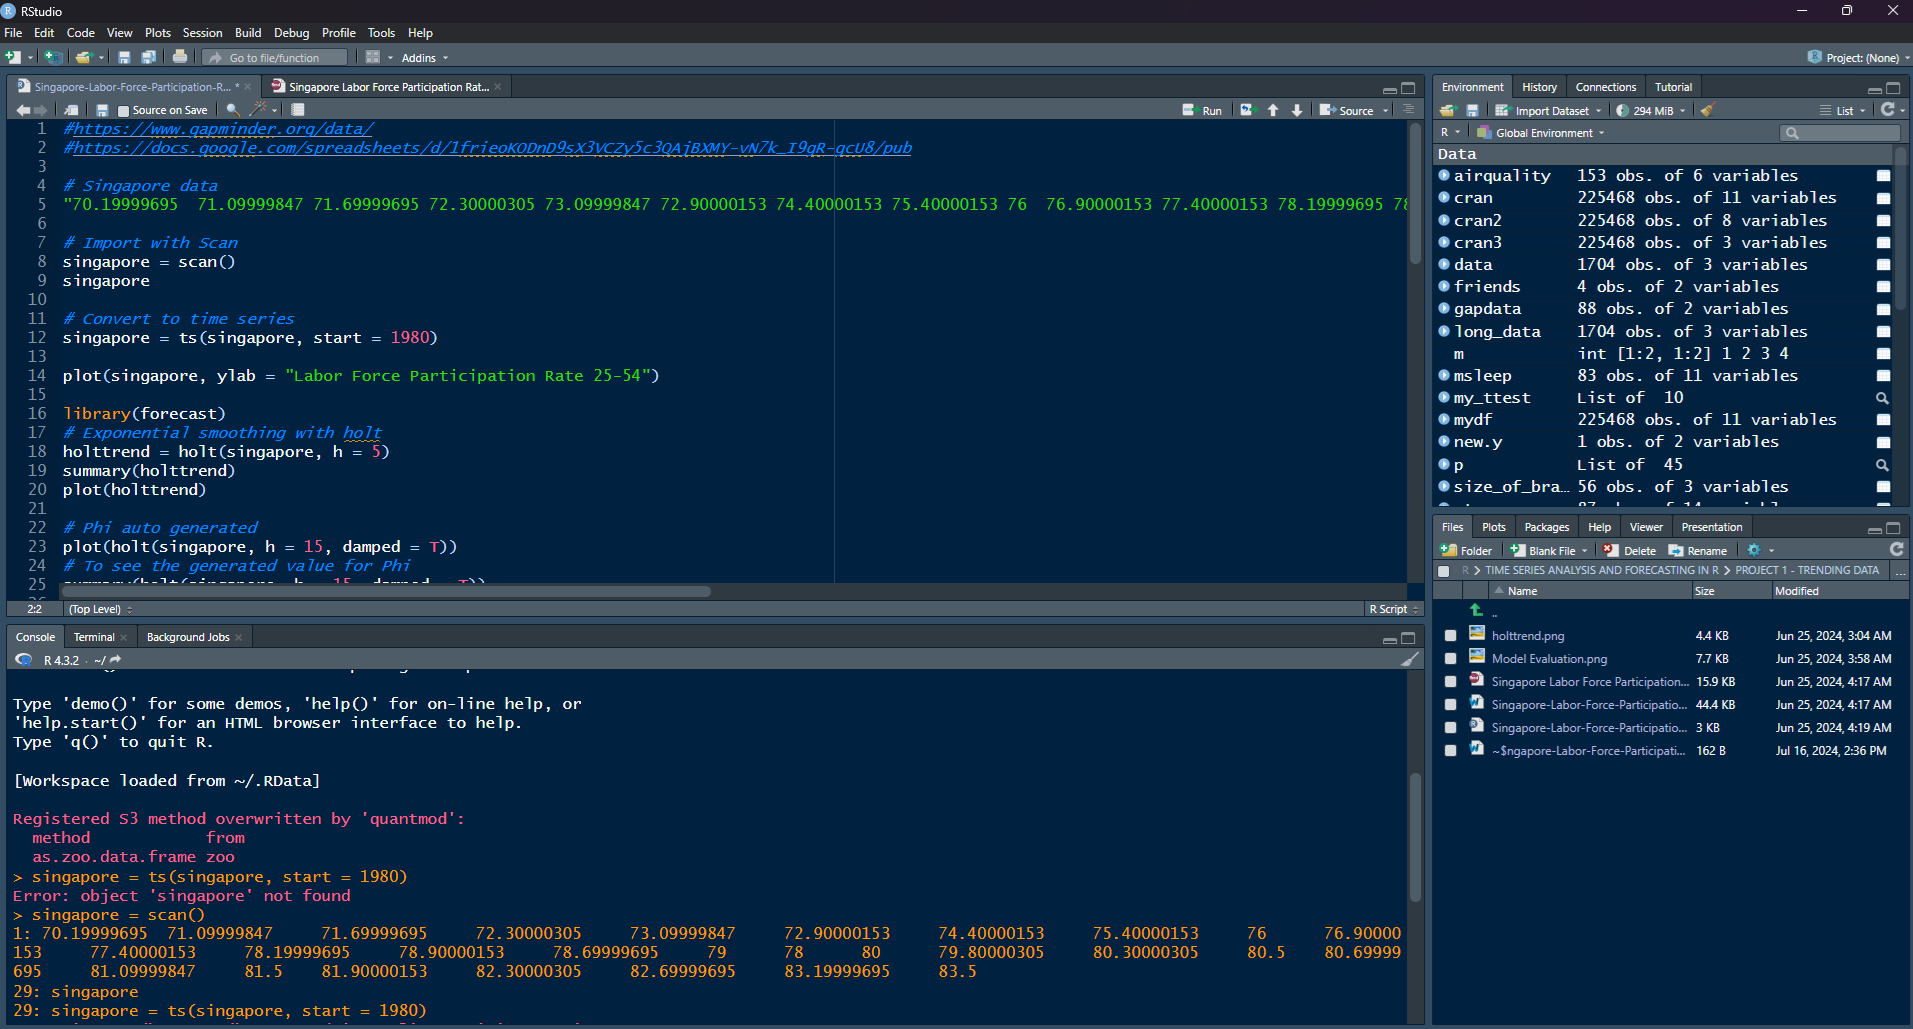 RStudio
File Edit Code View Plots Session Build Debug Profile Tools Help
Go to file/function Addins Project: (None)
Singapore-Labor-Force-Participation-R... * Singapore Labor Force Participation Rat...
Source on Save Run Source
1 #https://www.gapminder.org/data/
2 #https://docs.google.com/spreadsheets/d/1frieoKODnD9sX3VCZy5c3QAjBXMY-vN7k_I9gR-gcU8/pub
3
4 # Singapore data
5 "70.19999695 71.09999847 71.69999695 72.30000305 73.09999847 72.90000153 74.40000153 75.40000153 76 76.90000153 77.40000153 78.19999695 78
6
7 # Import with Scan
8 singapore = scan()
9 singapore
10
11 # Convert to time series
12 singapore = ts(singapore, start = 1980)
13
14 plot(singapore, ylab = "Labor Force Participation Rate 25-54")
15
16 library(forecast)
17 # Exponential smoothing with holt
18 holttrend = holt(singapore, h = 5)
19 summary(holttrend)
20 plot(holttrend)
21
22 # Phi auto generated
23 plot(holt(singapore, h = 15, damped = T))
24 # To see the generated value for Phi
25
2:2 (Top Level) R Script
Console Terminal Background Jobs
R 4.3.2 · ~/
Type 'demo()' for some demos, 'help()' for on-line help, or
'help.start()' for an HTML browser interface to help.
Type 'q()' to quit R.
[Workspace loaded from ~/.RData]
Registered S3 method overwritten by 'quantmod':
method from
as.zoo.data.frame zoo
> singapore = ts(singapore, start = 1980)
Error: object 'singapore' not found
> singapore = scan()
1: 70.19999695 71.09999847 71.69999695 72.30000305 73.09999847 72.90000153 74.40000153 75.40000153 76 76.90000
153 77.40000153 78.19999695 78.90000153 78.69999695 79 78 80 79.80000305 80.30000305 80.5 80.69999
695 81.09999847 81.5 81.90000153 82.30000305 82.69999695 83.19999695 83.5
29: singapore
29: singapore = ts(singapore, start = 1980)
Environment History Connections Tutorial
Import Dataset 294 MiB List
R Global Environment
Data
airquality 153 obs. of 6 variables
cran 225468 obs. of 11 variables
cran2 225468 obs. of 8 variables
cran3 225468 obs. of 3 variables
data 1704 obs. of 3 variables
friends 4 obs. of 2 variables
gapdata 88 obs. of 2 variables
long_data 1704 obs. of 3 variables
m int [1:2, 1:2] 1 2 3 4
msleep 83 obs. of 11 variables
my_ttest List of 10
mydf 225468 obs. of 11 variables
new.y 1 obs. of 2 variables
p List of 45
size_of_bra... 56 obs. of 3 variables
Files Plots Packages Help Viewer Presentation
Folder Blank File Delete Rename
R > TIME SERIES ANALYSIS AND FORECASTING IN R > PROJECT 1 - TRENDING DATA ...
Name Size Modified
..
holttrend.png 4.4 KB Jun 25, 2024, 3:04 AM
Model Evaluation.png 7.7 KB Jun 25, 2024, 3:58 AM
Singapore Labor Force Participation... 15.9 KB Jun 25, 2024, 4:17 AM
Singapore-Labor-Force-Participatio... 44.4 KB Jun 25, 2024, 4:17 AM
Singapore-Labor-Force-Participatio... 3 KB Jun 25, 2024, 4:19 AM
~$ngapore-Labor-Force-Participati... 162 B Jul 16, 2024, 2:36 PM